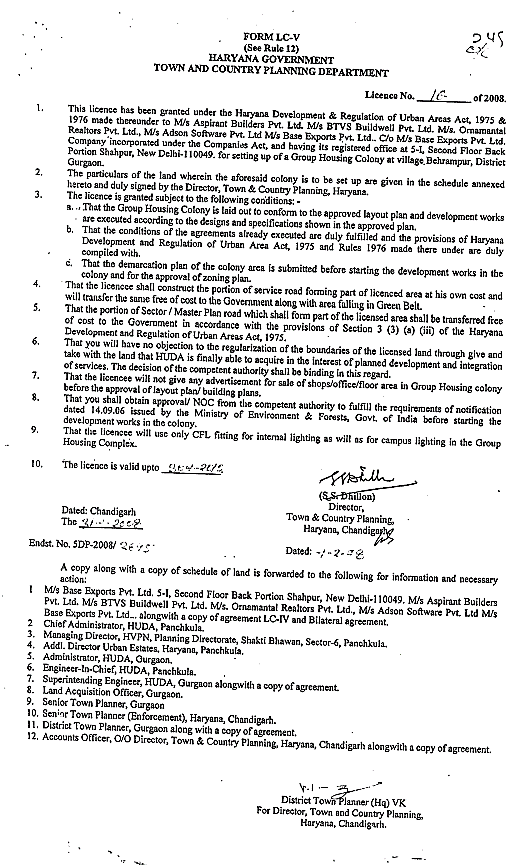 FORM LC-V
(See Rule 12)
HARYANA GOVERNMENT
TOWN AND COUNTRY PLANNING DEPARTMENT
245
Licence No. 16 of 2008.
1. This licence has been granted under the Haryana Development & Regulation of Urban Areas Act, 1975 &
1976 made thereunder to M/s Aspirant Builders Pvt. Ltd. M/s BTVS Buildwell Pvt. Ltd. M/s. Ornamantal
Realtors Pvt. Ltd., M/s Adson Software Pvt. Ltd M/s Base Exports Pvt. Ltd.. C/o M/s Base Exports Pvt. Ltd.
Company incorporated under the Companies Act, and having its registered office at 5-I, Second Floor Back
Portion Shahpur, New Delhi-110049. for setting up of a Group Housing Colony at village Behrampur, District
Gurgaon.
2. The particulars of the land wherein the aforesaid colony is to be set up are given in the schedule annexed
hereto and duly signed by the Director, Town & Country Planning, Haryana.
3. The licence is granted subject to the following conditions: -
a. That the Group Housing Colony is laid out to conform to the approved layout plan and development works
are executed according to the designs and specifications shown in the approved plan.
b. That the conditions of the agreements already executed are duly fulfilled and the provisions of Haryana
Development and Regulation of Urban Area Act, 1975 and Rules 1976 made there under are duly
compiled with.
c. That the demarcation plan of the colony area is submitted before starting the development works in the
colony and for the approval of zoning plan.
4. That the licencee shall construct the portion of service road forming part of licenced area at his own cost and
will transfer the same free of cost to the Government along with area falling in Green Belt.
5. That the portion of Sector / Master Plan road which shall form part of the licensed area shall be transferred free
of cost to the Government in accordance with the provisions of Section 3 (3) (a) (iii) of the Haryana
Development and Regulation of Urban Areas Act, 1975.
6. That you will have no objection to the regularization of the boundaries of the licensed land through give and
take with the land that HUDA is finally able to acquire in the interest of planned development and integration
of services. The decision of the competent authority shall be binding in this regard.
7. That the licencee will not give any advertisement for sale of shops/office/floor area in Group Housing colony
before the approval of layout plan/ building plans.
8. That you shall obtain approval/ NOC from the competent authority to fulfill the requirements of notification
dated 14.09.06 issued by the Ministry of Environment & Forests, Govt. of India before starting the
development works in the colony.
9. That the licencee will use only CFL fitting for internal lighting as will as for campus lighting in the Group
Housing Complex.
10. The licence is valid upto
(S.S. Dhillon)
Director,
Town & Country Planning,
Haryana, Chandigarh
Dated: Chandigarh
The 31-1-2008
Endst. No. 5DP-2008/
Dated:
A copy along with a copy of schedule of land is forwarded to the following for information and necessary
action:
1 M/s Base Exports Pvt. Ltd. 5-I, Second Floor Back Portion Shahpur, New Delhi-110049. M/s Aspirant Builders
Pvt. Ltd. M/s BTVS Buildwell Pvt. Ltd. M/s. Ornamental Realtors Pvt. Ltd., M/s Adson Software Pvt Ltd M/s
Base Exports Pvt Ltd... alongwith a copy of agreement LC-IV and Bilateral agreement.
2 Chief Administrator, HUDA, Panchkula.
3. Managing Director, HVPN, Planning Directorate, Shakti Bhawan, Sector-6, Panchkula.
4. Addl. Director Urban Estates, Haryana, Panchkula.
5. Administrator, HUDA, Gurgaon.
6. Engineer-In-Chief, HUDA, Panchkula.
7. Superintending Engineer, HUDA, Gurgaon alongwith a copy of agreement.
8. Land Acquisition Officer, Gurgaon.
9. Senior Town Planner, Gurgaon
10. Senior Town Planner (Enforcement), Haryana, Chandigarh.
11. District Town Planner, Gurgaon along with a copy of agreement.
12. Accounts Officer, O/O Director, Town & Country Planning, Haryana, Chandigarh alongwith a copy of agreement.
District Town Planner (Hq) VK
For Director, Town and Country Planning,
Haryana, Chandigarh.